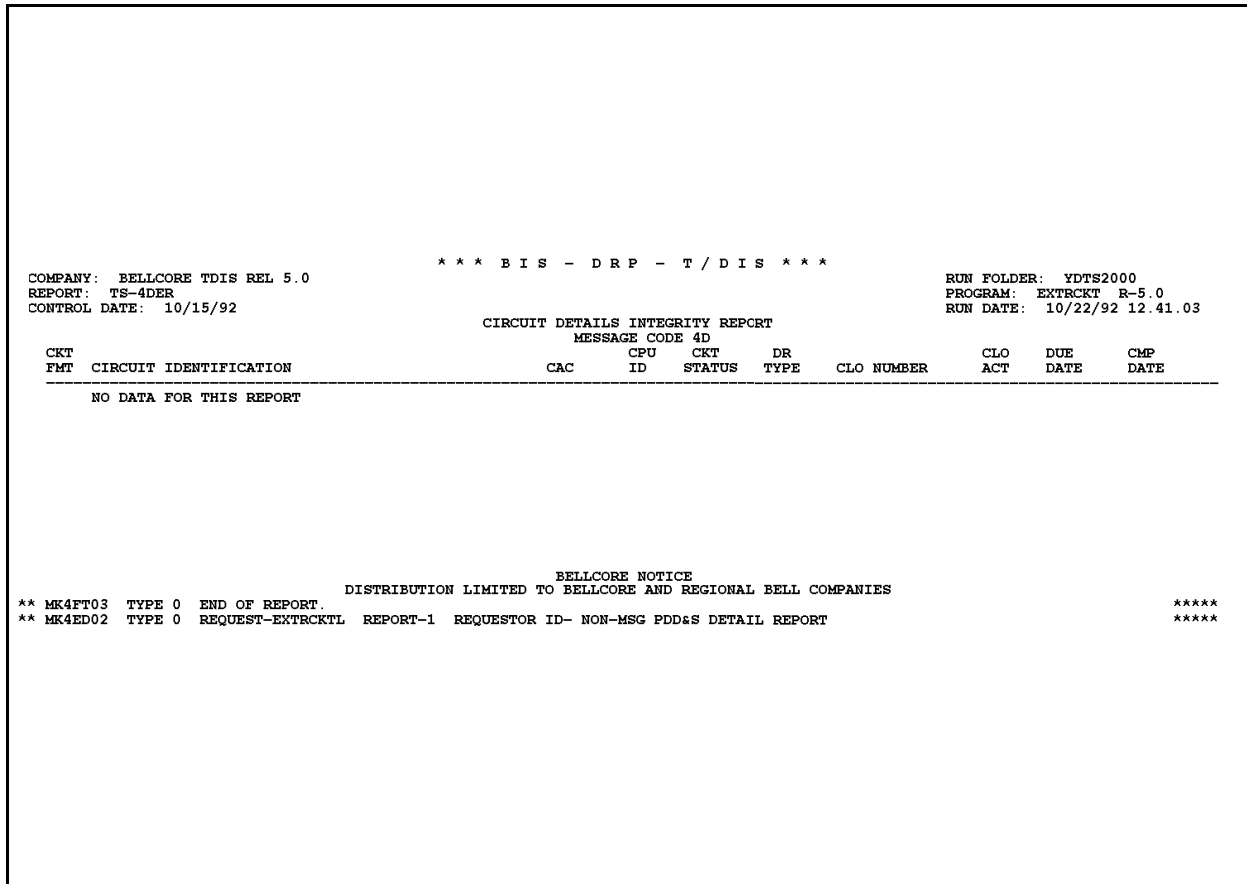 * * * B I S - D R P - T / D I S * * *
COMPANY: BELLCORE TDIS REL 5.0 RUN FOLDER: YDTS2000
REPORT: TS-4DER PROGRAM: EXTRCKT R-5.0
CONTROL DATE: 10/15/92 RUN DATE: 10/22/92 12.41.03
CIRCUIT DETAILS INTEGRITY REPORT
MESSAGE CODE 4D
CKT CPU CKT DR CLO DUE CMP
FMT CIRCUIT IDENTIFICATION CAC ID STATUS TYPE CLO NUMBER ACT DATE DATE
NO DATA FOR THIS REPORT
BELLCORE NOTICE
DISTRIBUTION LIMITED TO BELLCORE AND REGIONAL BELL COMPANIES
** MK4FT03 TYPE 0 END OF REPORT. *****
** MK4ED02 TYPE 0 REQUEST-EXTRCKTL REPORT-1 REQUESTOR ID- NON-MSG PDD&S DETAIL REPORT *****